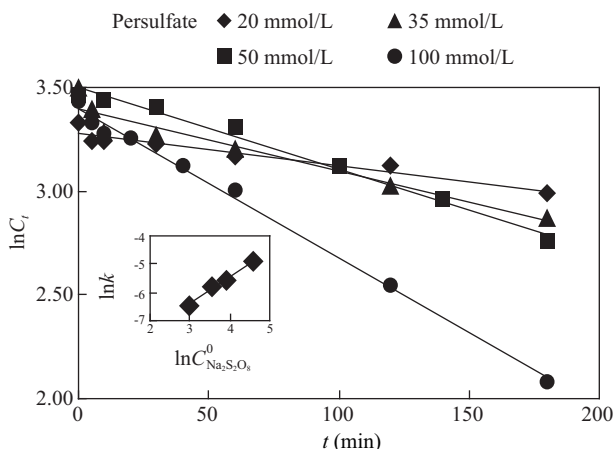 Persulfate ◆ 20 mmol/L ▲ 35 mmol/L
■ 50 mmol/L ● 100 mmol/L
3.50
3.00
2.50
2.00
lnCₜ
0 50 100 150 200
t (min)
-4
-5
-6
-7
lnk
2 3 4 5
lnC⁰Na₂S₂O₈